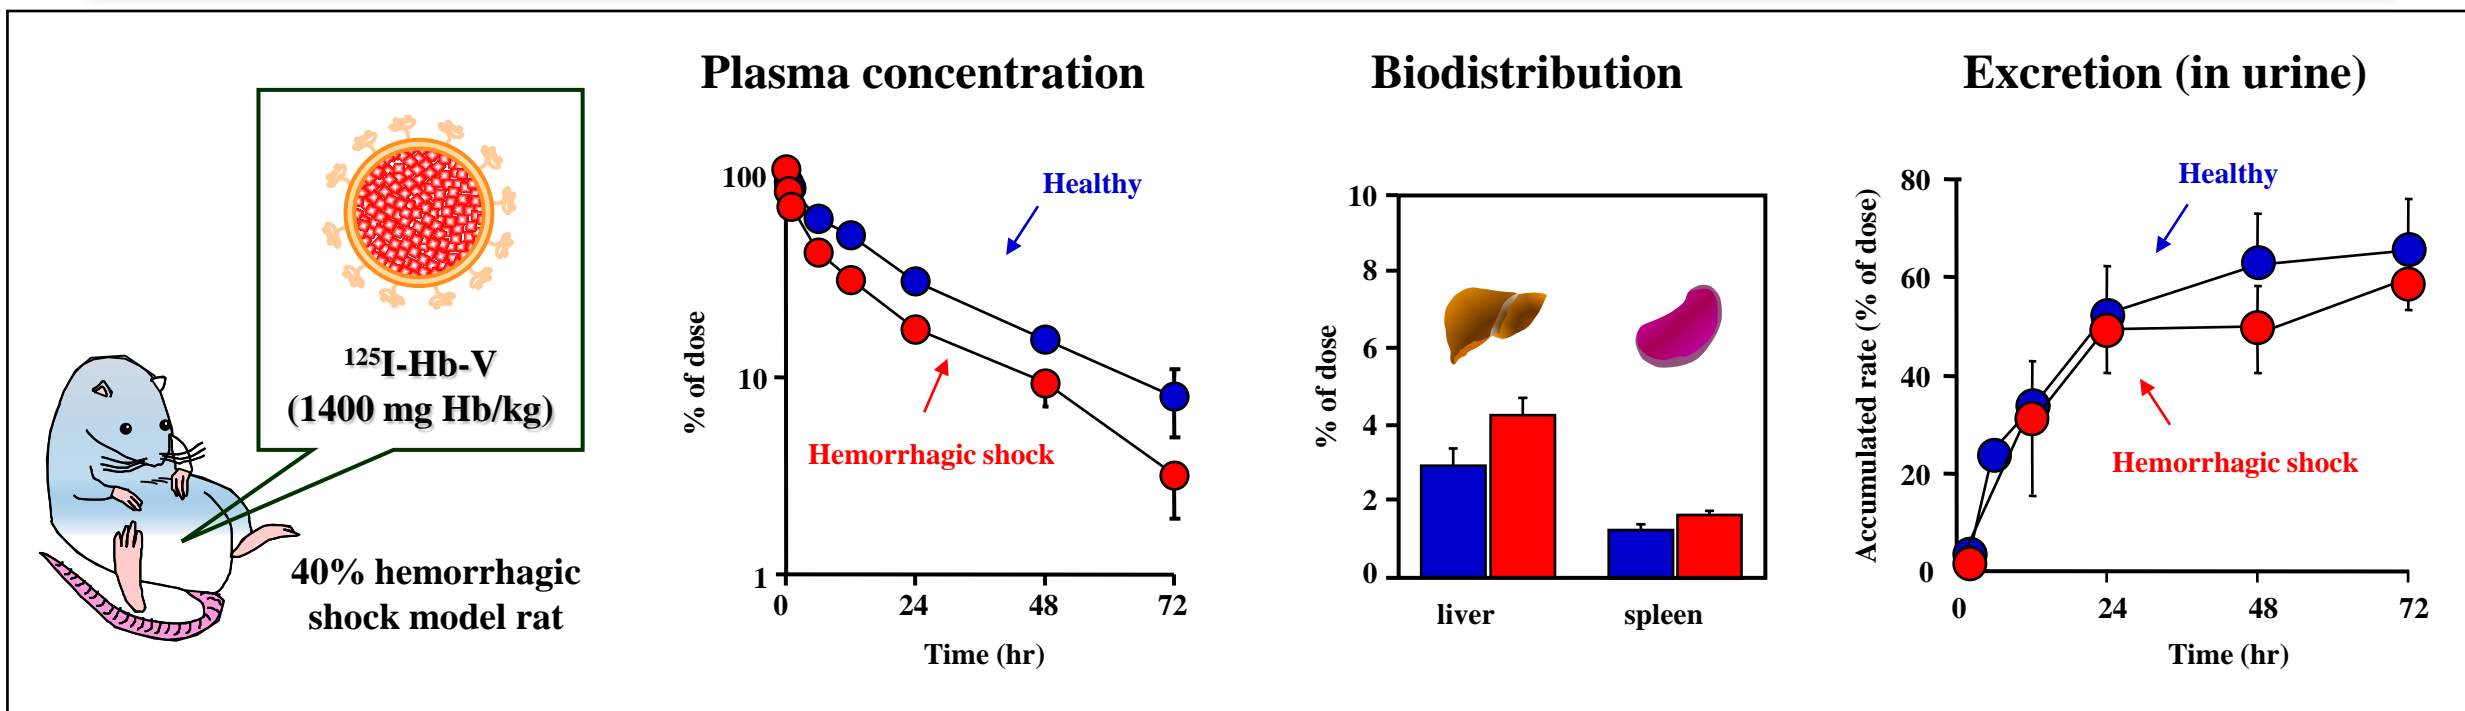 ¹²⁵I-Hb-V
(1400 mg Hb/kg)
40% hemorrhagic
shock model rat
Plasma concentration
% of dose
100
10
1
0
24
48
72
Time (hr)
Healthy
Hemorrhagic shock
Biodistribution
% of dose
10
8
6
4
2
0
liver
spleen
Excretion (in urine)
Accumulated rate (% of dose)
80
60
40
20
0
0
24
48
72
Time (hr)
Healthy
Hemorrhagic shock